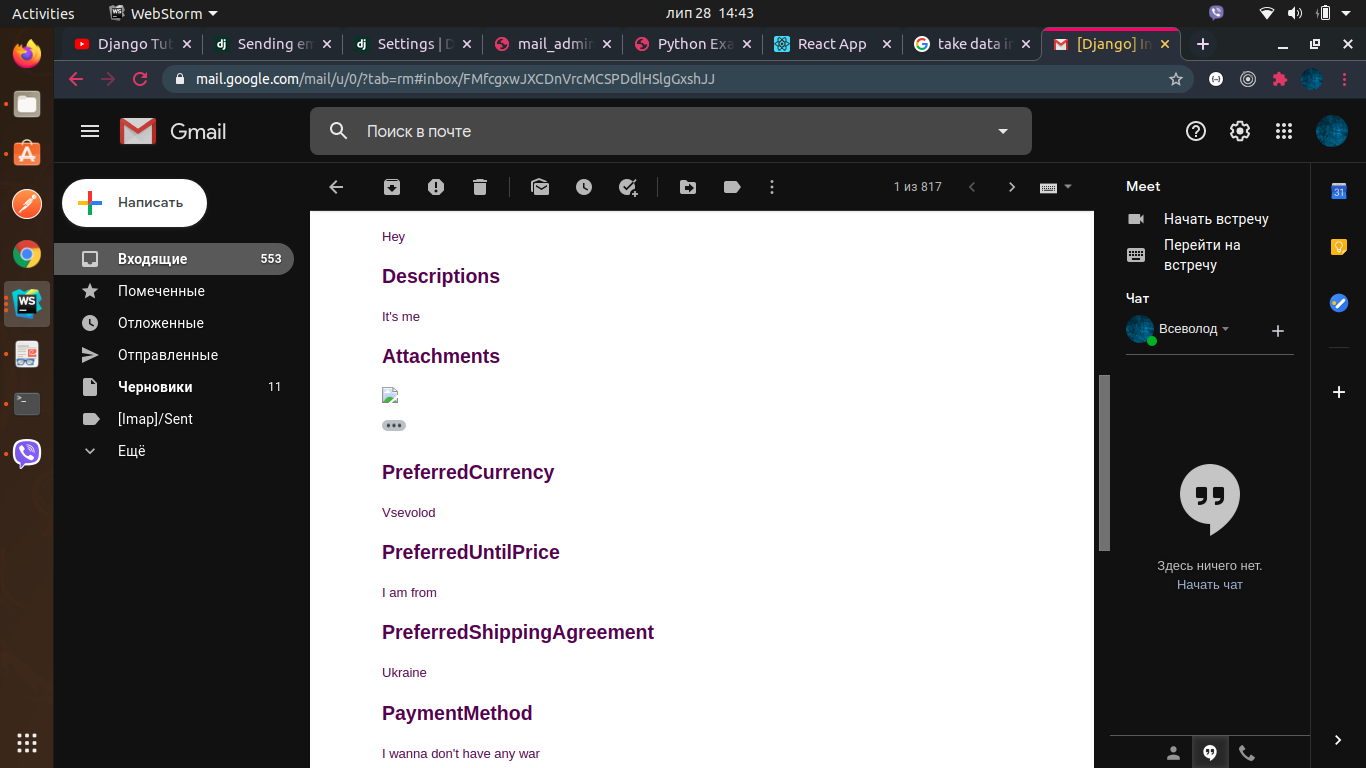 Activities
WebStorm
лип 28 14:43
Django Tut
Sending em
Settings | D
mail_admin
Python Exa
React App
take data in
[Django] In
mail.google.com/mail/u/0/?tab=rm#inbox/FMfcgxwJXCDnVrcMCSPDdlHSlgGxshJJ
Gmail
Поиск в почте
Написать
1 из 817
Входящие 553
Помеченные
Отложенные
Отправленные
Черновики 11
[Imap]/Sent
Ещё
Hey
Descriptions
It's me
Attachments
PreferredCurrency
Vsevolod
PreferredUntilPrice
I am from
PreferredShippingAgreement
Ukraine
PaymentMethod
I wanna don't have any war
Meet
Начать встречу
Перейти на
встречу
Чат
Всеволод
Здесь ничего нет.
Начать чат
31
WS